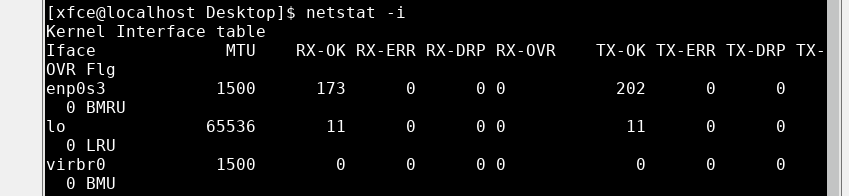 [xfce@localhost Desktop]$ netstat -i
Kernel Interface table
Iface             MTU    RX-OK RX-ERR RX-DRP RX-OVR    TX-OK TX-ERR TX-DRP TX-
OVR Flg
enp0s3           1500      173      0      0 0           202      0      0
  0 BMRU
lo              65536       11      0      0 0            11      0      0
  0 LRU
virbr0           1500        0      0      0 0             0      0      0
  0 BMU